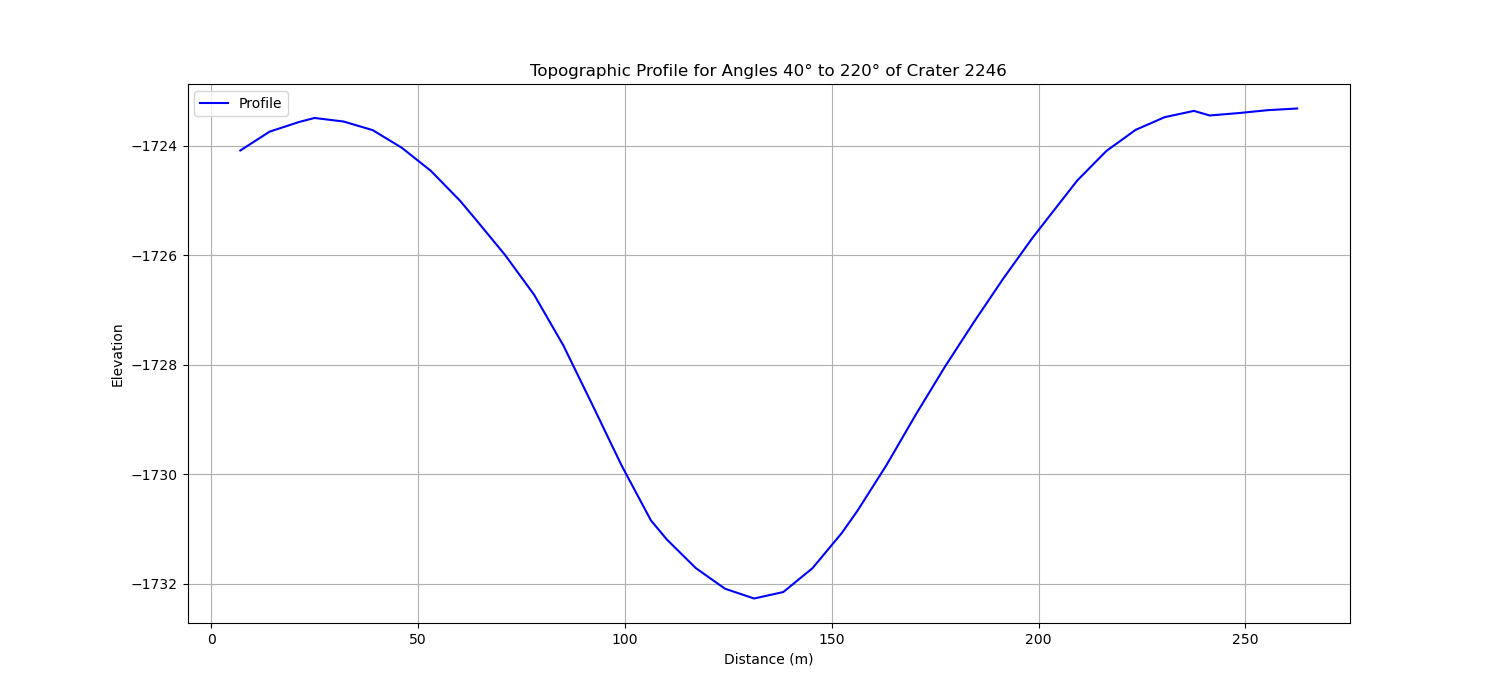 Topographic Profile for Angles 40° to 220° of Crater 2246
Profile
−1724
−1726
−1728
−1730
−1732
Elevation
0 50 100 150 200 250
Distance (m)